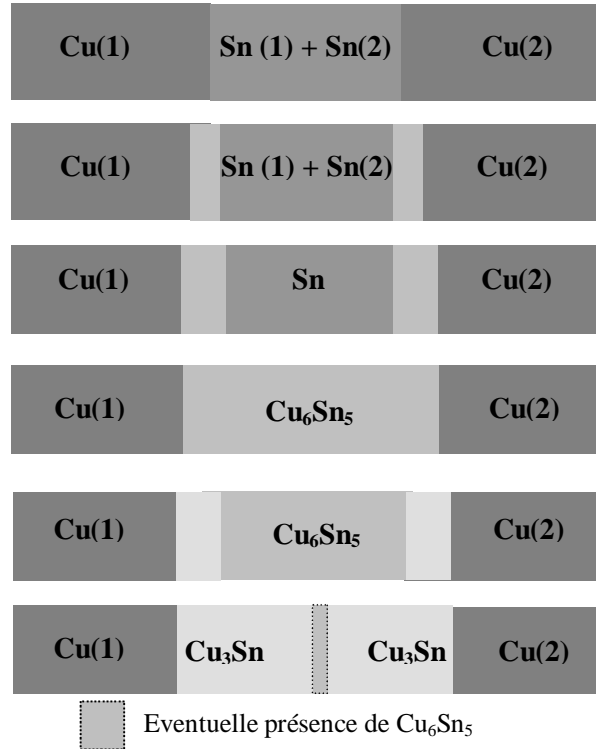 Cu(1) Sn (1) + Sn(2) Cu(2)
Cu(1) Sn (1) + Sn(2) Cu(2)
Cu(1) Sn Cu(2)
Cu(1) Cu₆Sn₅ Cu(2)
Cu(1) Cu₆Sn₅ Cu(2)
Cu(1) Cu₃Sn Cu₃Sn Cu(2)
Eventuelle présence de Cu₆Sn₅